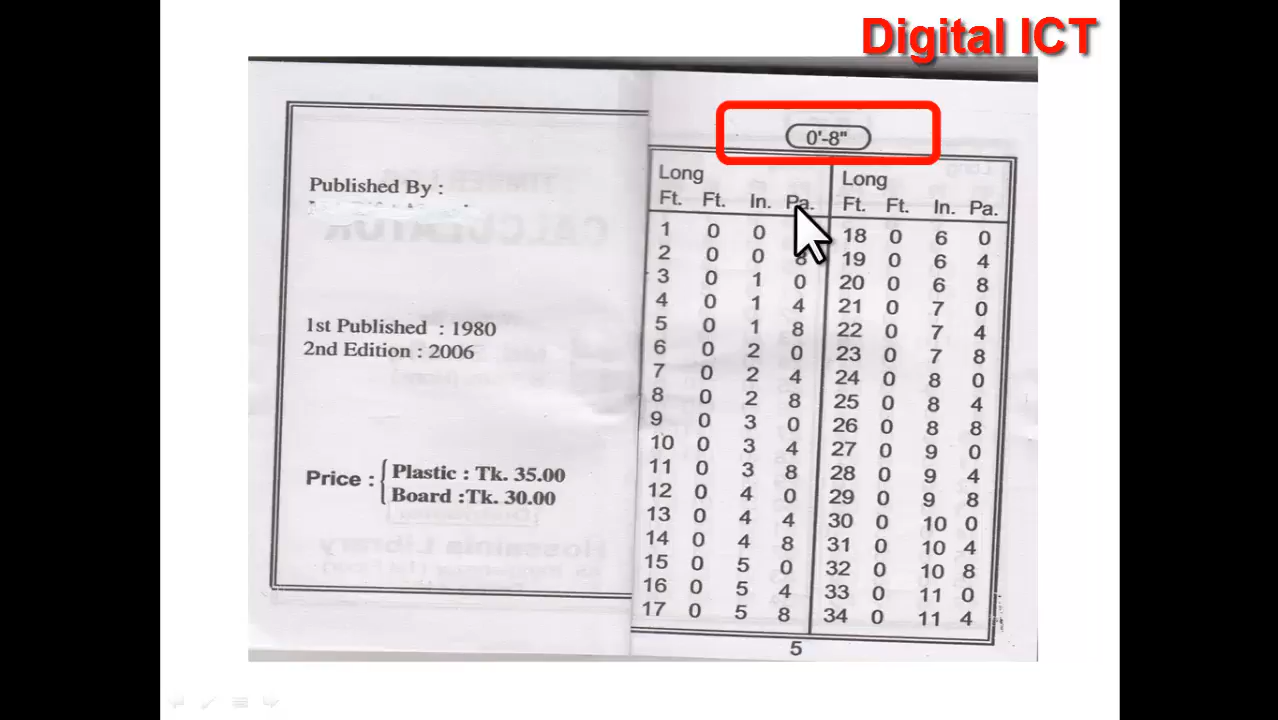 Digital ICT
Published By :
1st Published : 1980
2nd Edition : 2006
Price :
Plastic : Tk. 35.00
Board :Tk. 30.00
0'-8"
Long Long
Ft. Ft. In. Pa. Ft. Ft. In. Pa.
1 0 0 18 0 6 0
2 0 0 8 19 0 6 4
3 0 1 0 20 0 6 8
4 0 1 4 21 0 7 0
5 0 1 8 22 0 7 4
6 0 2 0 23 0 7 8
7 0 2 4 24 0 8 0
8 0 2 8 25 0 8 4
9 0 3 0 26 0 8 8
10 0 3 4 27 0 9 0
11 0 3 8 28 0 9 4
12 0 4 0 29 0 9 8
13 0 4 4 30 0 10 0
14 0 4 8 31 0 10 4
15 0 5 0 32 0 10 8
16 0 5 4 33 0 11 0
17 0 5 8 34 0 11 4
5